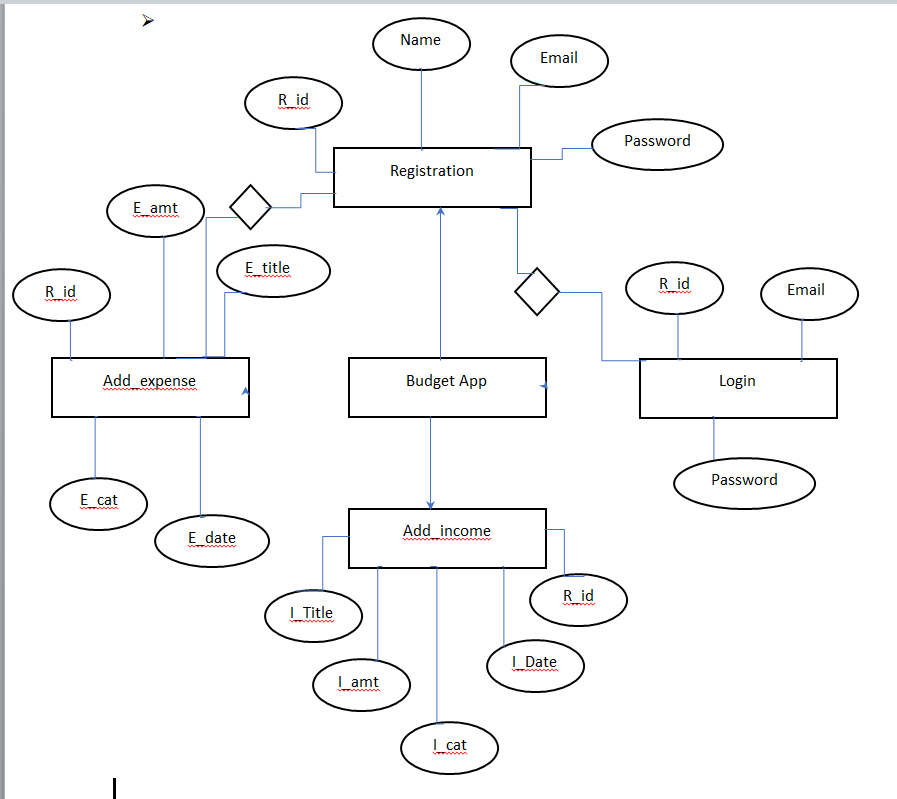 Name
Email
R_id
Password
Registration
E_amt
E_title
R_id
R_id
Email
Add_expense
Budget App
Login
E_cat
Password
E_date
Add_income
I_Title
R_id
I_amt
I_Date
I_cat